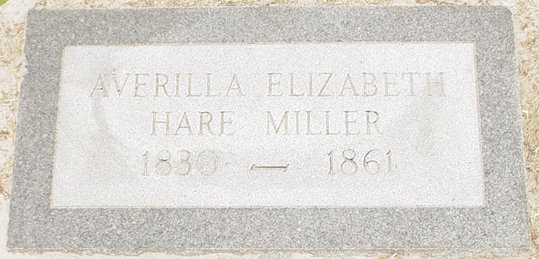 AVERILLA ELIZABETH
HARE MILLER
1830 — 1861